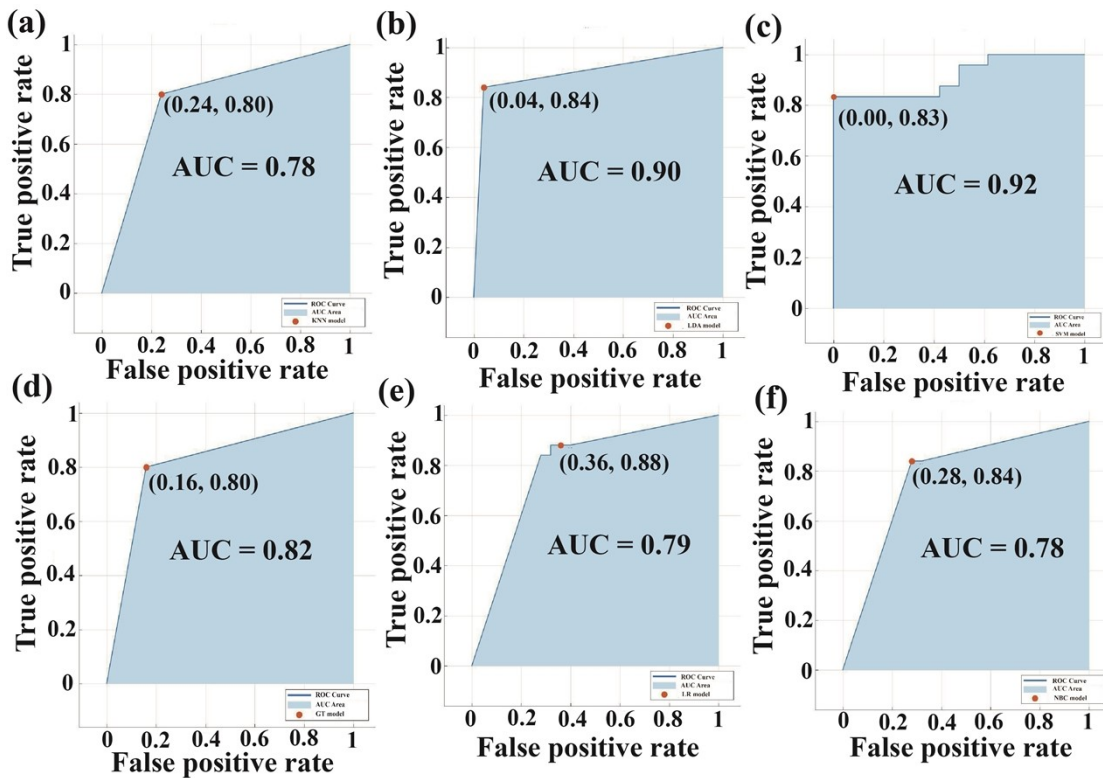 (a)
True positive rate
1
0.8
0.6
0.4
0.2
0
(0.24, 0.80)
AUC = 0.78
ROC Curve
AUC Area
KNN model
0 0.2 0.4 0.6 0.8 1
False positive rate
(b)
True positive rate
1
0.8
0.6
0.4
0.2
0
(0.04, 0.84)
AUC = 0.90
ROC Curve
AUC Area
LDA model
0 0.2 0.4 0.6 0.8 1
False positive rate
(c)
True positive rate
1
0.8
0.6
0.4
0.2
0
(0.00, 0.83)
AUC = 0.92
ROC Curve
AUC Area
SVM model
0 0.2 0.4 0.6 0.8 1
False positive rate
(d)
True positive rate
1
0.8
0.6
0.4
0.2
0
(0.16, 0.80)
AUC = 0.82
ROC Curve
AUC Area
GT model
0 0.2 0.4 0.6 0.8 1
False positive rate
(e)
True positive rate
1
0.8
0.6
0.4
0.2
0
(0.36, 0.88)
AUC = 0.79
ROC Curve
AUC Area
LR model
0 0.2 0.4 0.6 0.8 1
False positive rate
(f)
True positive rate
1
0.8
0.6
0.4
0.2
0
(0.28, 0.84)
AUC = 0.78
ROC Curve
AUC Area
NBC model
0 0.2 0.4 0.6 0.8 1
False positive rate